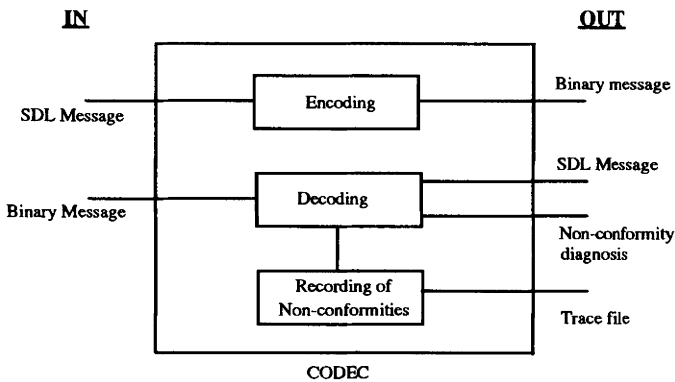 IN
OUT
SDL Message
Encoding
Binary message
Binary Message
Decoding
SDL Message
Non-conformity
diagnosis
Recording of
Non-conformities
Trace file
CODEC